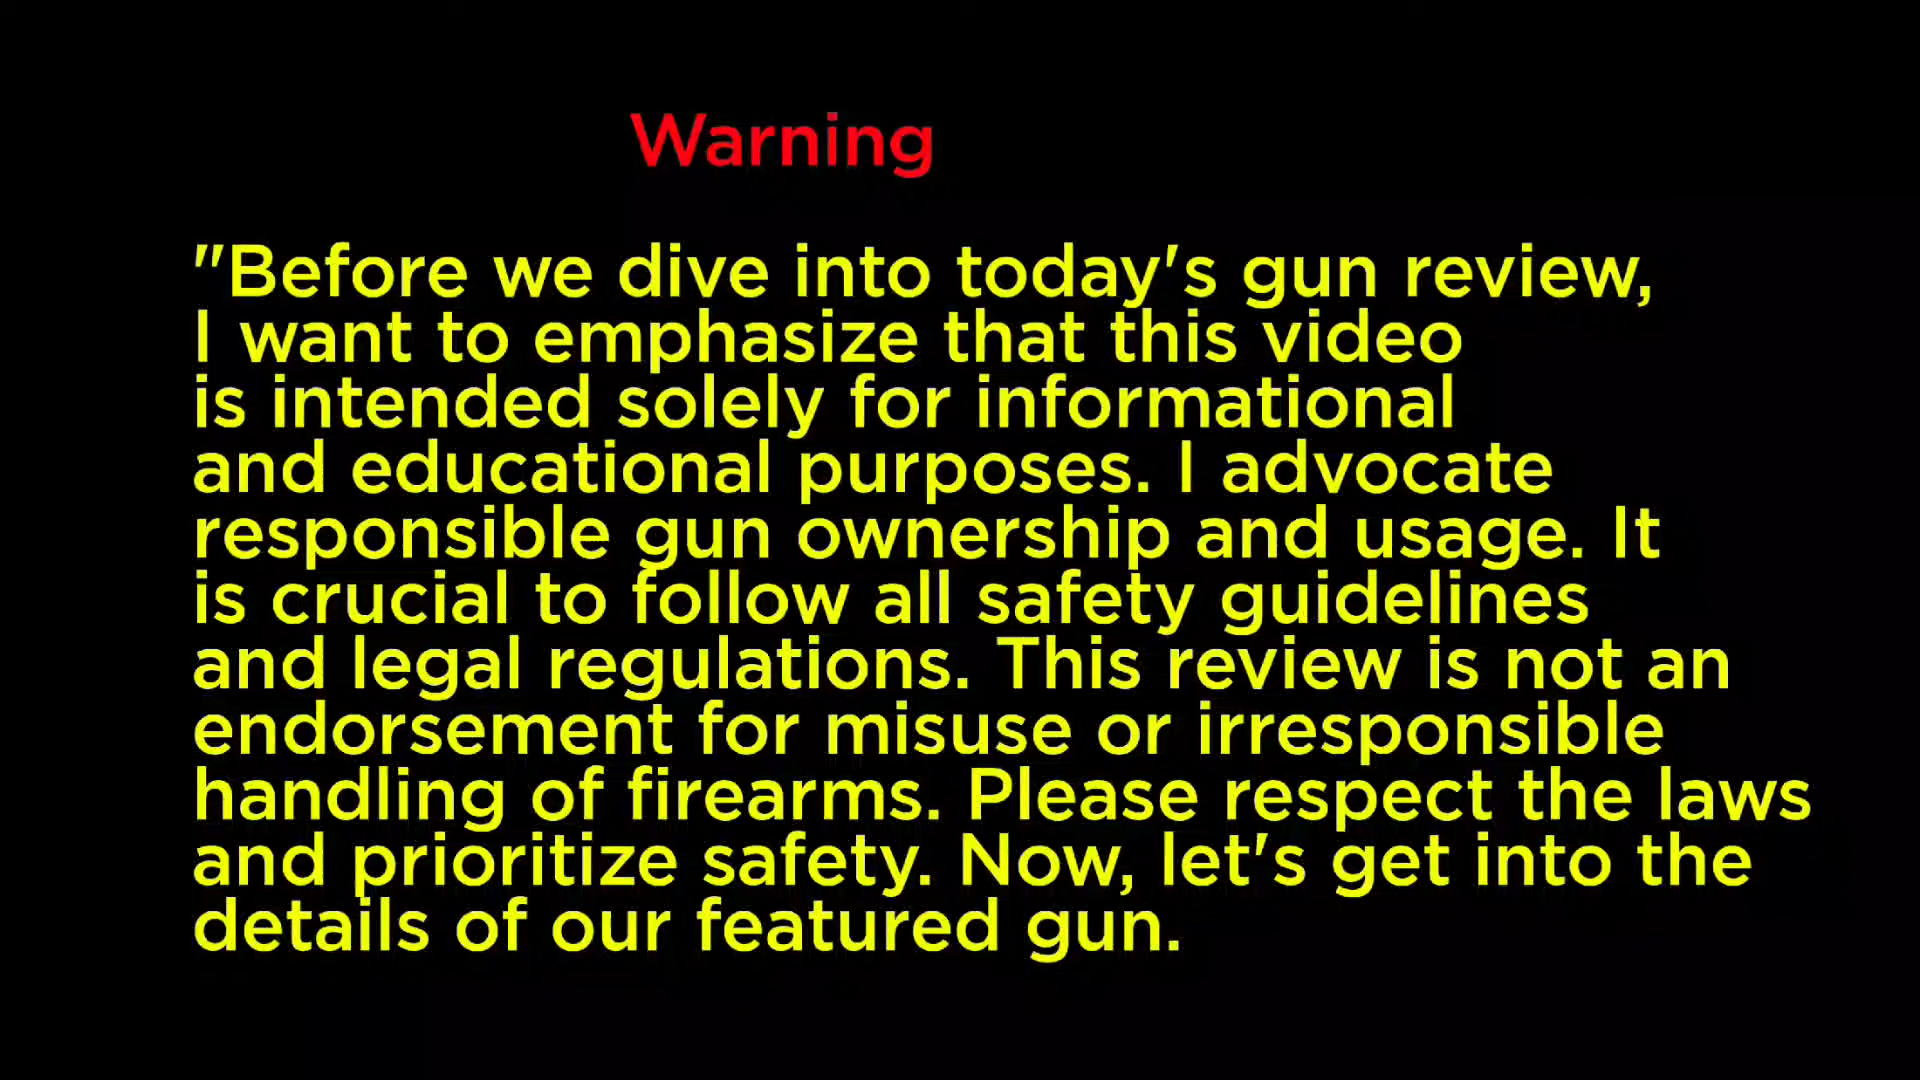 Warning
"Before we dive into today's gun review,
I want to emphasize that this video
is intended solely for informational
and educational purposes. I advocate
responsible gun ownership and usage. It
is crucial to follow all safety guidelines
and legal regulations. This review is not an
endorsement for misuse or irresponsible
handling of firearms. Please respect the laws
and prioritize safety. Now, let's get into the
details of our featured gun.